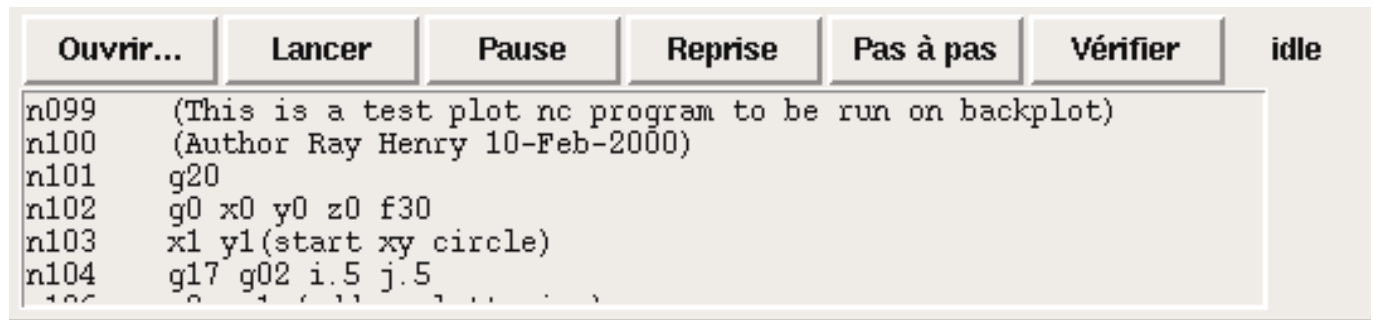 Ouvrir... Lancer Pause Reprise Pas à pas Vérifier idle
n099 (This is a test plot nc program to be run on backplot)
n100 (Author Ray Henry 10-Feb-2000)
n101 g20
n102 g0 x0 y0 z0 f30
n103 x1 y1(start xy circle)
n104 g17 g02 i.5 j.5